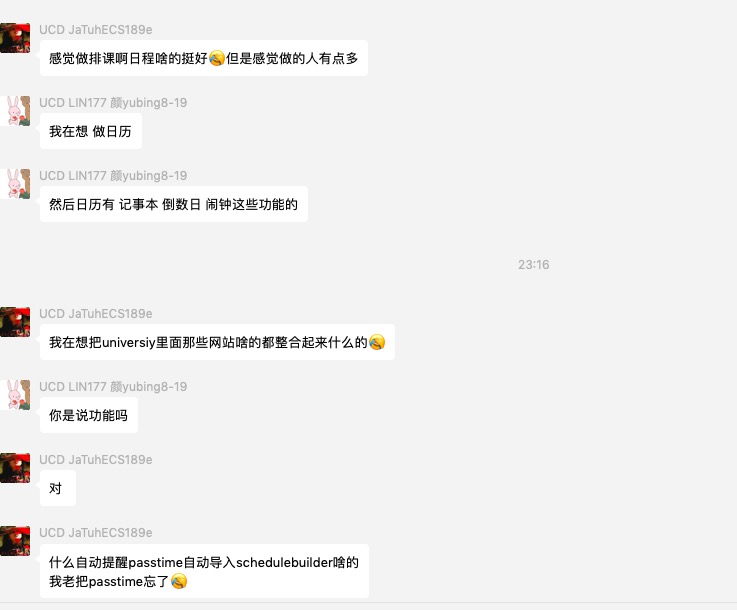 UCD JaTuhECS189e
感觉做排课啊日程啥的挺好🤣但是感觉做的人有点多
UCD LIN177 颜yubing8-19
我在想 做日历
UCD LIN177 颜yubing8-19
然后日历有 记事本 倒数日 闹钟这些功能的
23:16
UCD JaTuhECS189e
我在想把universiy里面那些网站啥的都整合起来什么的🤣
UCD LIN177 颜yubing8-19
你是说功能吗
UCD JaTuhECS189e
对
UCD JaTuhECS189e
什么自动提醒passtime自动导入schedulebuilder啥的
我老把passtime忘了🤣